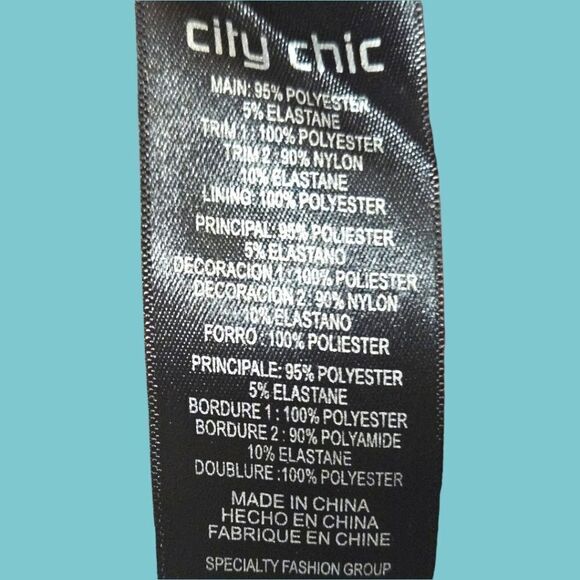 city chic
MAIN: 95% POLYESTER
5% ELASTANE
TRIM 1 : 100% POLYESTER
TRIM 2 : 90% NYLON
10% ELASTANE
LINING: 100% POLYESTER
PRINCIPAL: 95% POLIESTER
5% ELASTANO
DECORACION 1 : 100% POLIESTER
DECORACION 2 : 90% NYLON
10% ELASTANO
FORRO : 100% POLIESTER
PRINCIPALE: 95% POLYESTER
5% ELASTANE
BORDURE 1 : 100% POLYESTER
BORDURE 2 : 90% POLYAMIDE
10% ELASTANE
DOUBLURE :100% POLYESTER
MADE IN CHINA
HECHO EN CHINA
FABRIQUE EN CHINE
SPECIALTY FASHION GROUP